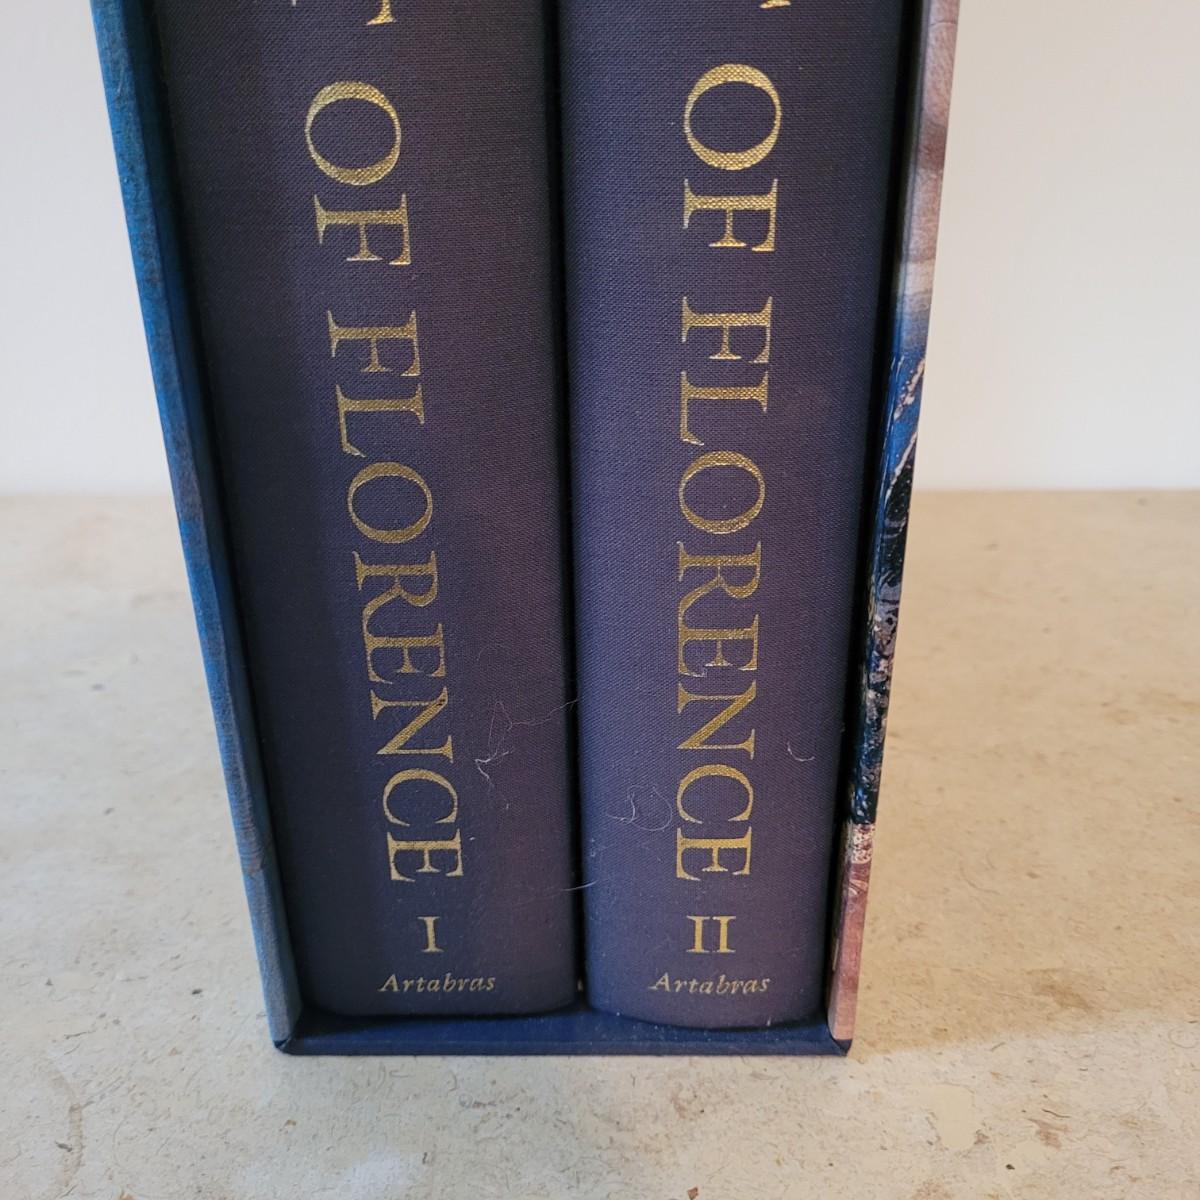 OF FLORENCE
I
Artabras
OF FLORENCE
II
Artabras